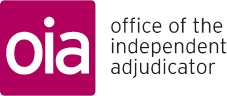 oia
office of the
independent
adjudicator